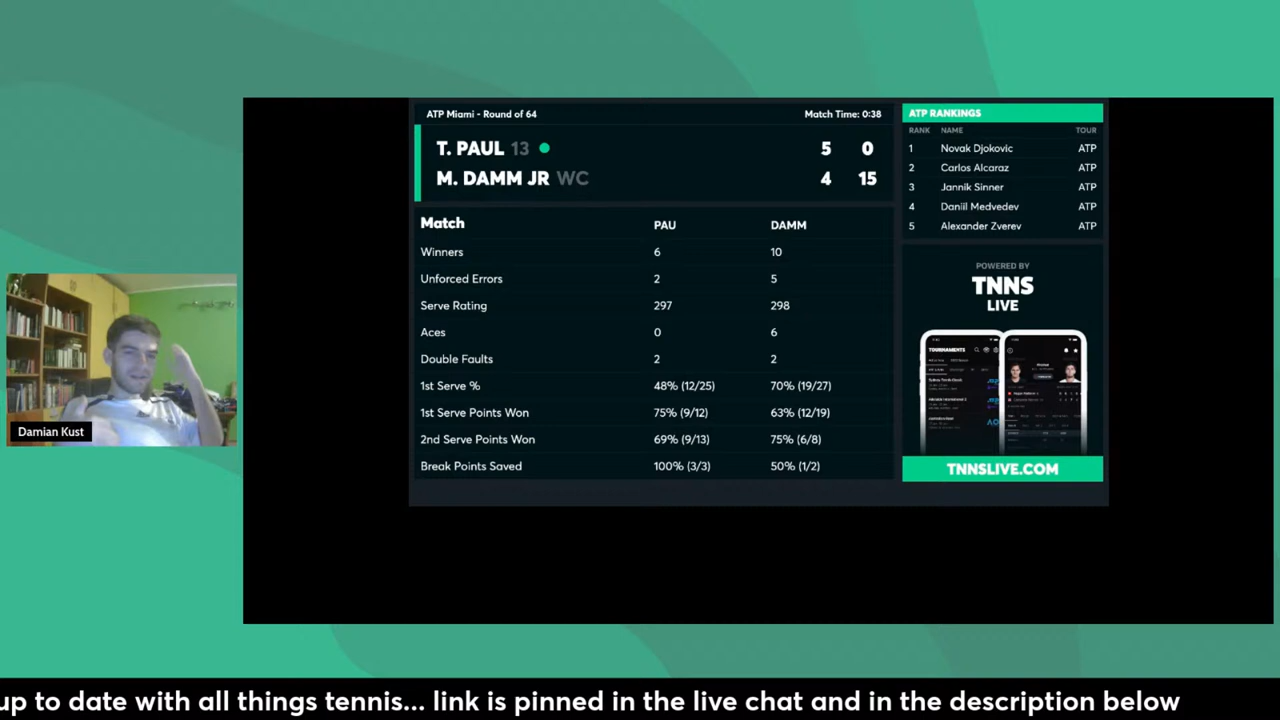 ATP Miami - Round of 64
Match Time: 0:38
T. PAUL 13 5 0
M. DAMM JR WC 4 15
Match PAU DAMM
Winners 6 10
Unforced Errors 2 5
Serve Rating 297 298
Aces 0 6
Double Faults 2 2
1st Serve % 48% (12/25) 70% (19/27)
1st Serve Points Won 75% (9/12) 63% (12/19)
2nd Serve Points Won 69% (9/13) 75% (6/8)
Break Points Saved 100% (3/3) 50% (1/2)
ATP RANKINGS
RANK NAME TOUR
1 Novak Djokovic ATP
2 Carlos Alcaraz ATP
3 Jannik Sinner ATP
4 Daniil Medvedev ATP
5 Alexander Zverev ATP
POWERED BY
TNNS
LIVE
TOURNAMENTS
TNNSLIVE.COM
Damian Kust
up to date with all things tennis... link is pinned in the live chat and in the description below